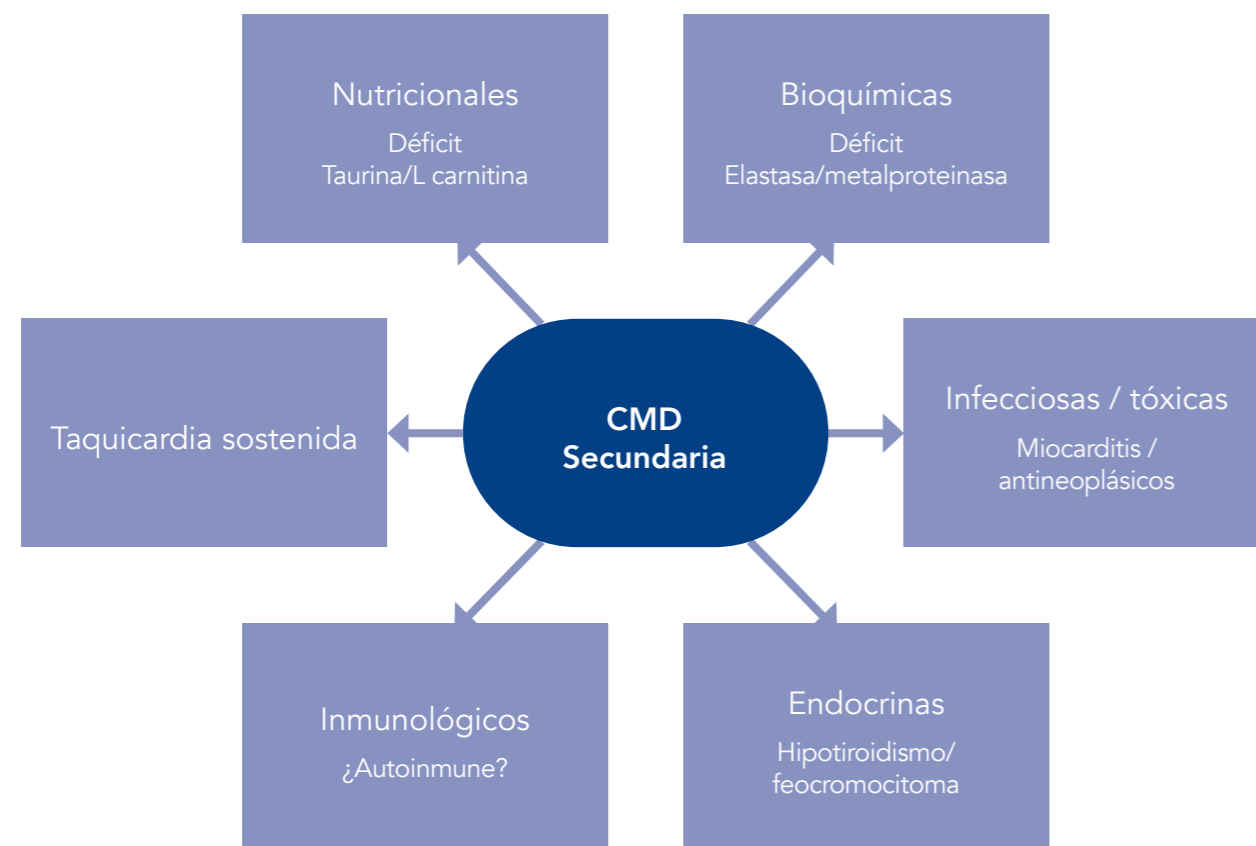 Nutricionales
Déficit
Taurina/L carnitina
Bioquímicas
Déficit
Elastasa/metalproteinasa
Taquicardia sostenida
CMD
Secundaria
Infecciosas / tóxicas
Miocarditis /
antineoplásicos
Inmunológicos
¿Autoinmune?
Endocrinas
Hipotiroidismo/
feocromocitoma